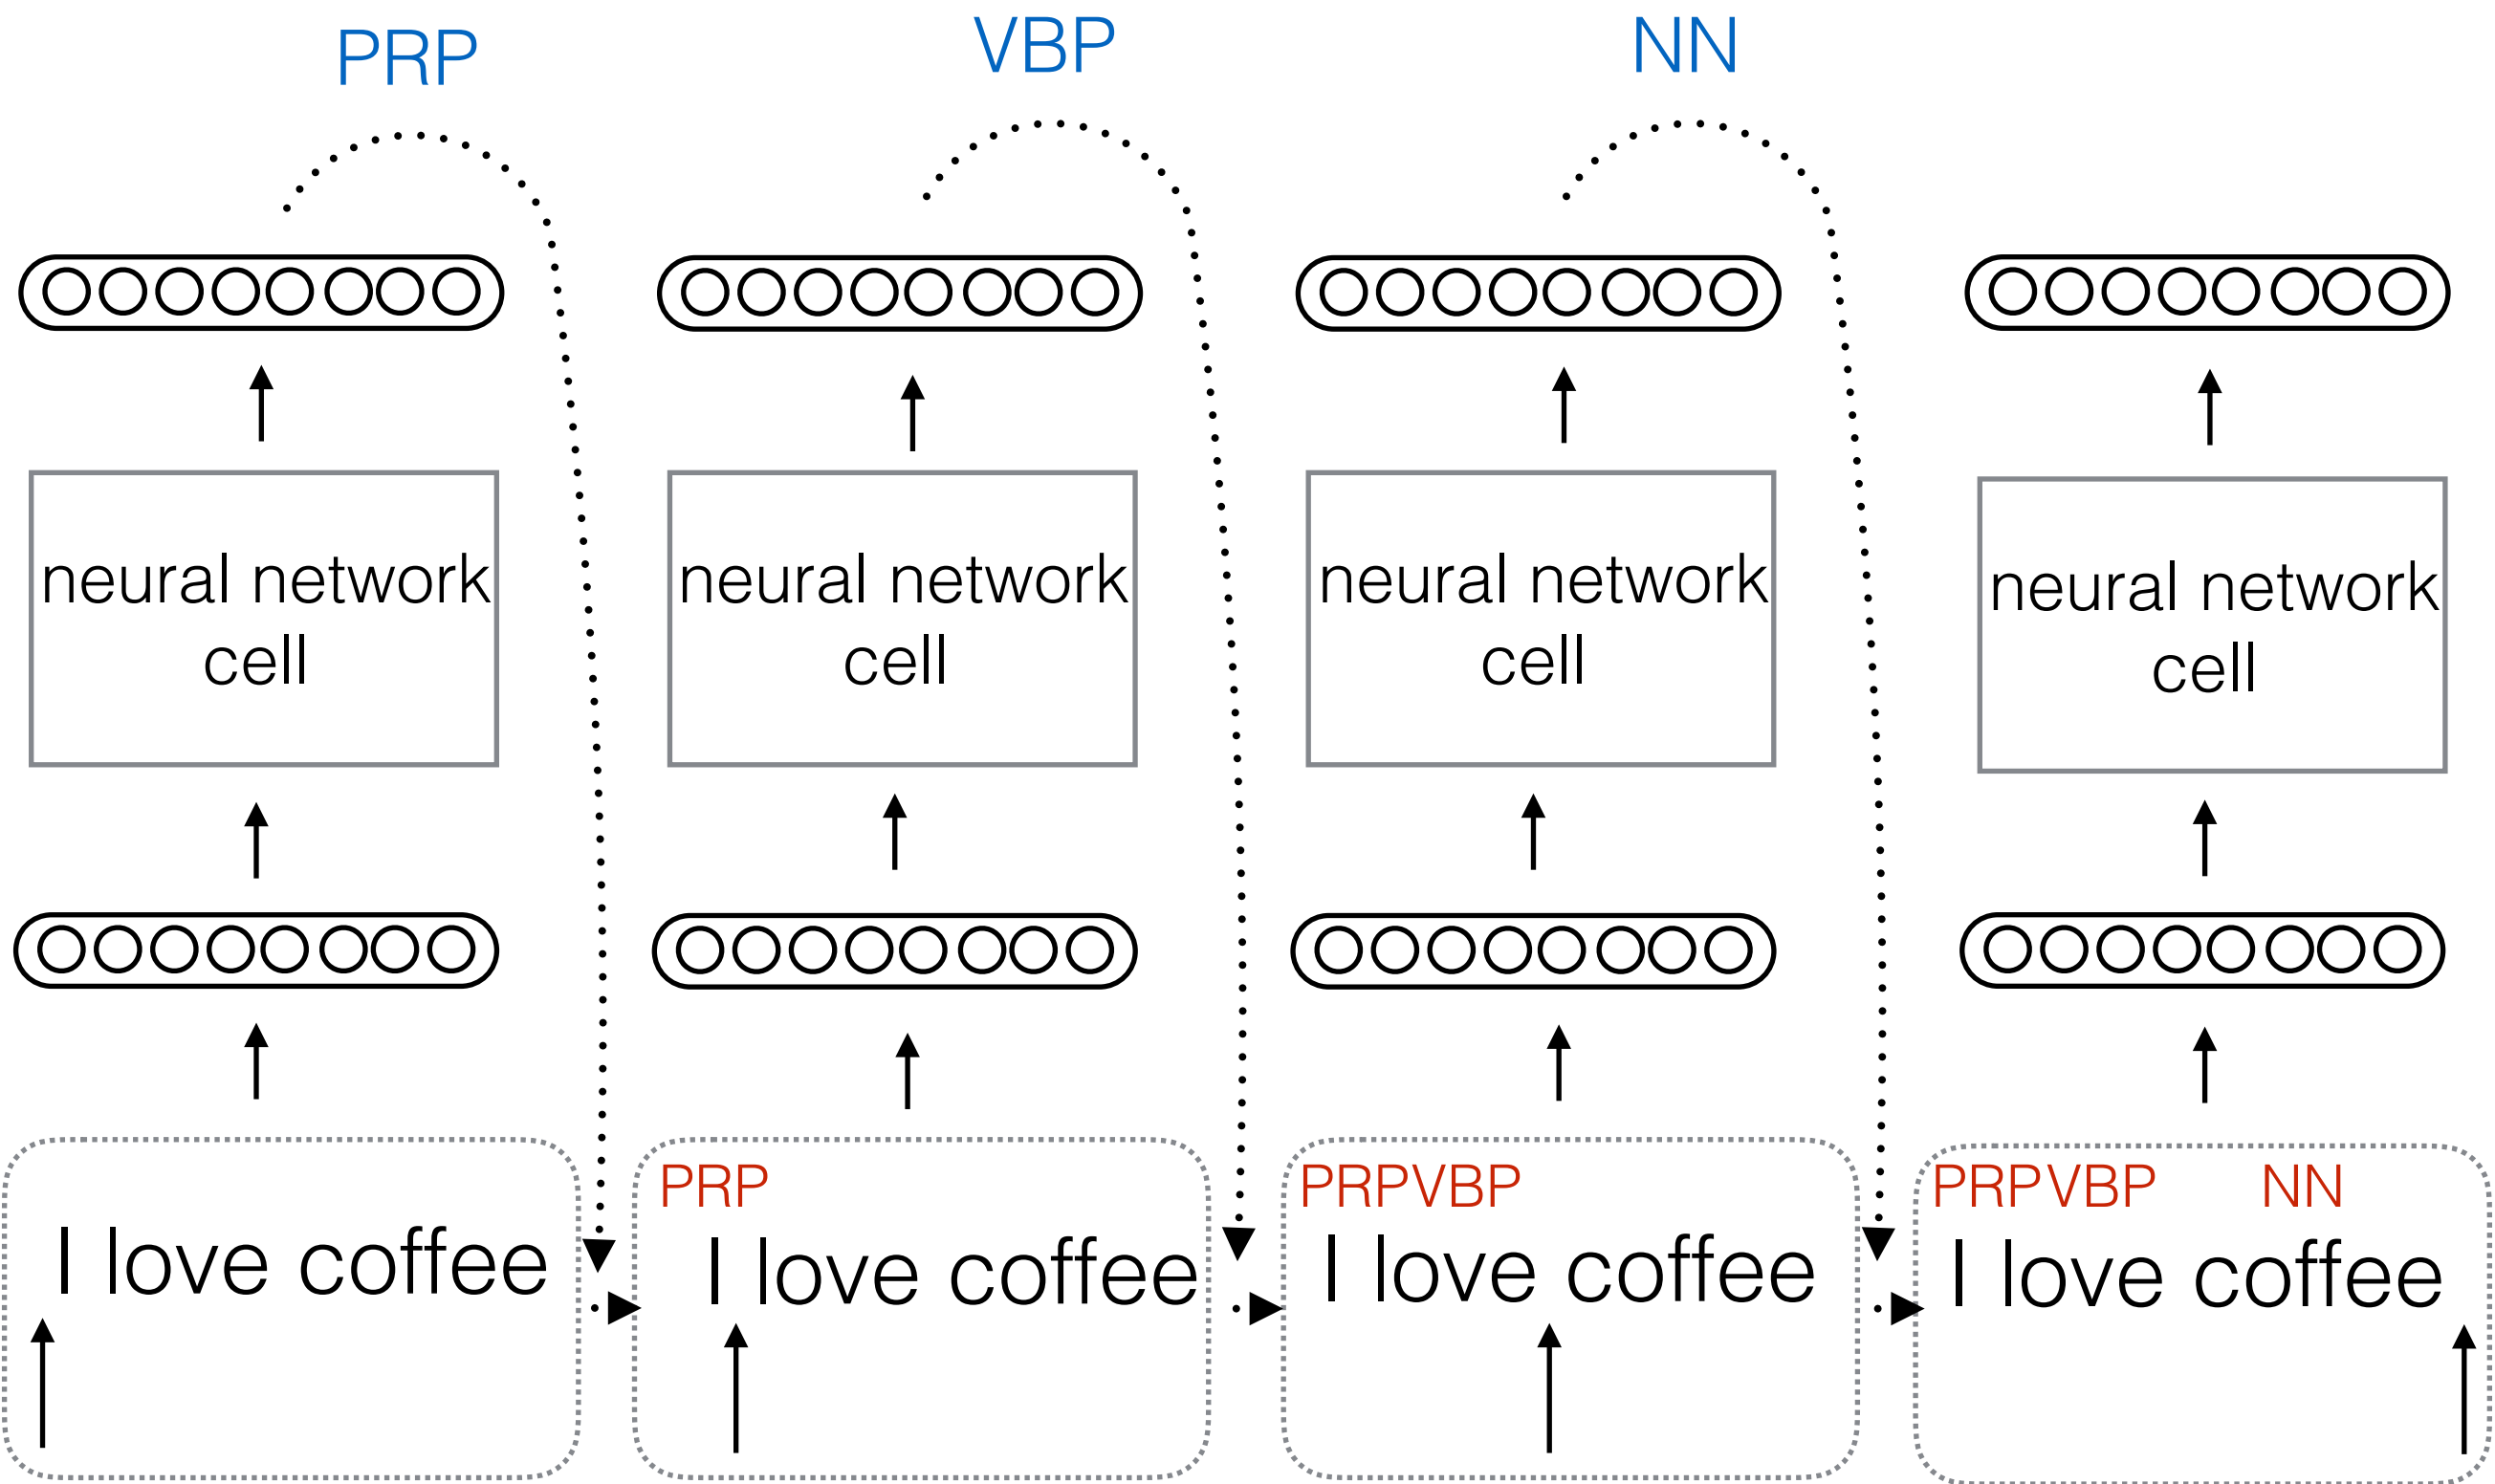 PRP
VBP
NN
neural network
cell
neural network
cell
neural network
cell
neural network
cell
I love coffee
PRP
I love coffee
PRPVBP
I love coffee
PRPVBP NN
I love coffee